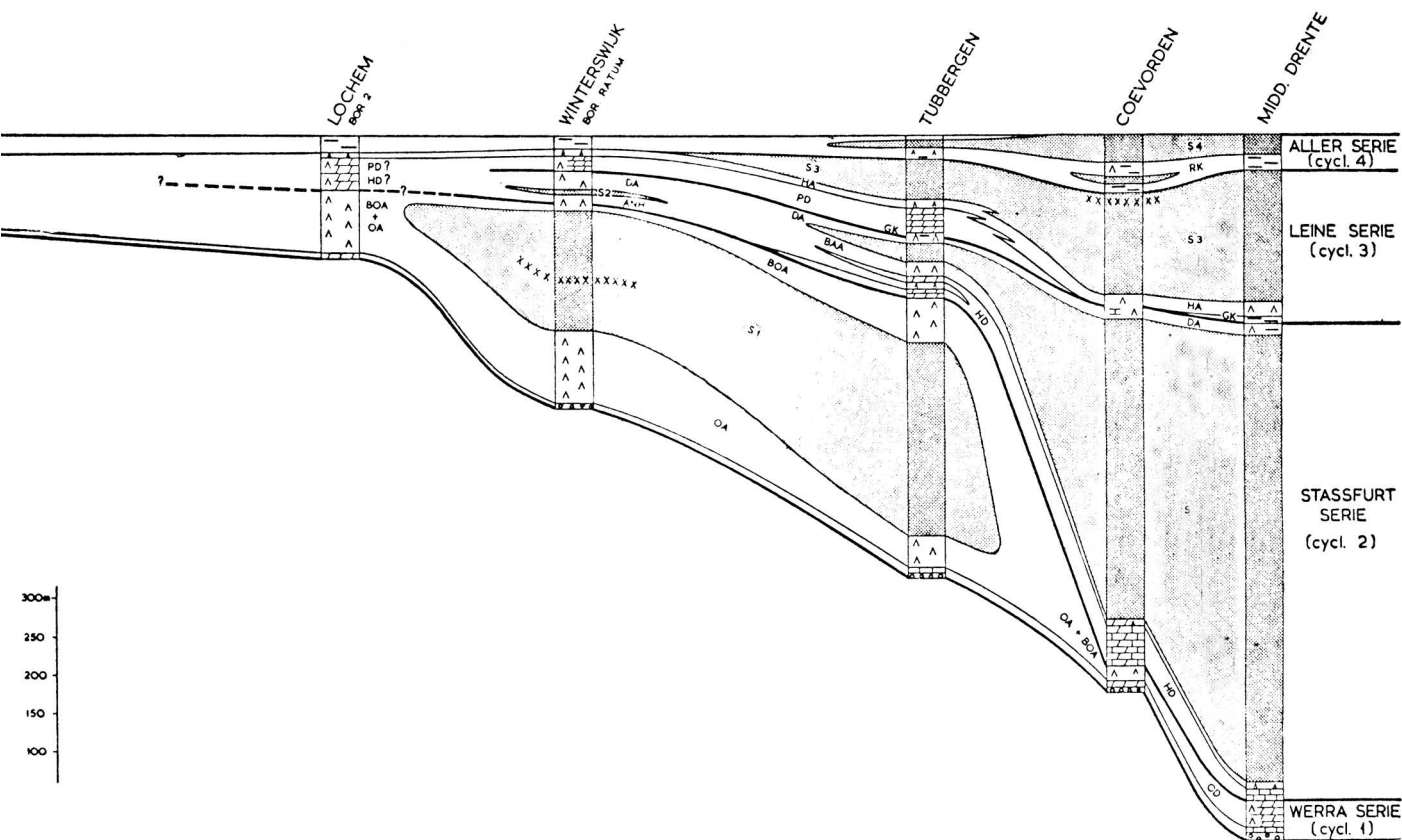 LOCHEM
BOR 2
WINTERSWIJK
BOR RATUM
TUBBERGEN
COEVORDEN
MIDD. DRENTE
ALLER SERIE
(cycl. 4)
LEINE SERIE
(cycl. 3)
STASSFURT
SERIE
(cycl. 2)
WERRA SERIE
(cycl. 1)
PD?
HD?
BOA
+
OA
?
?
S2
DA
S3
HA
PD
DA
GK
BAA
BOA
HD
S1
OA
OA + BOA
S4
RK
xxxxxxx
S3
HA
GK
DA
S
HD
CD
xxxx xxxxxxxxx
300m
250
200
150
100